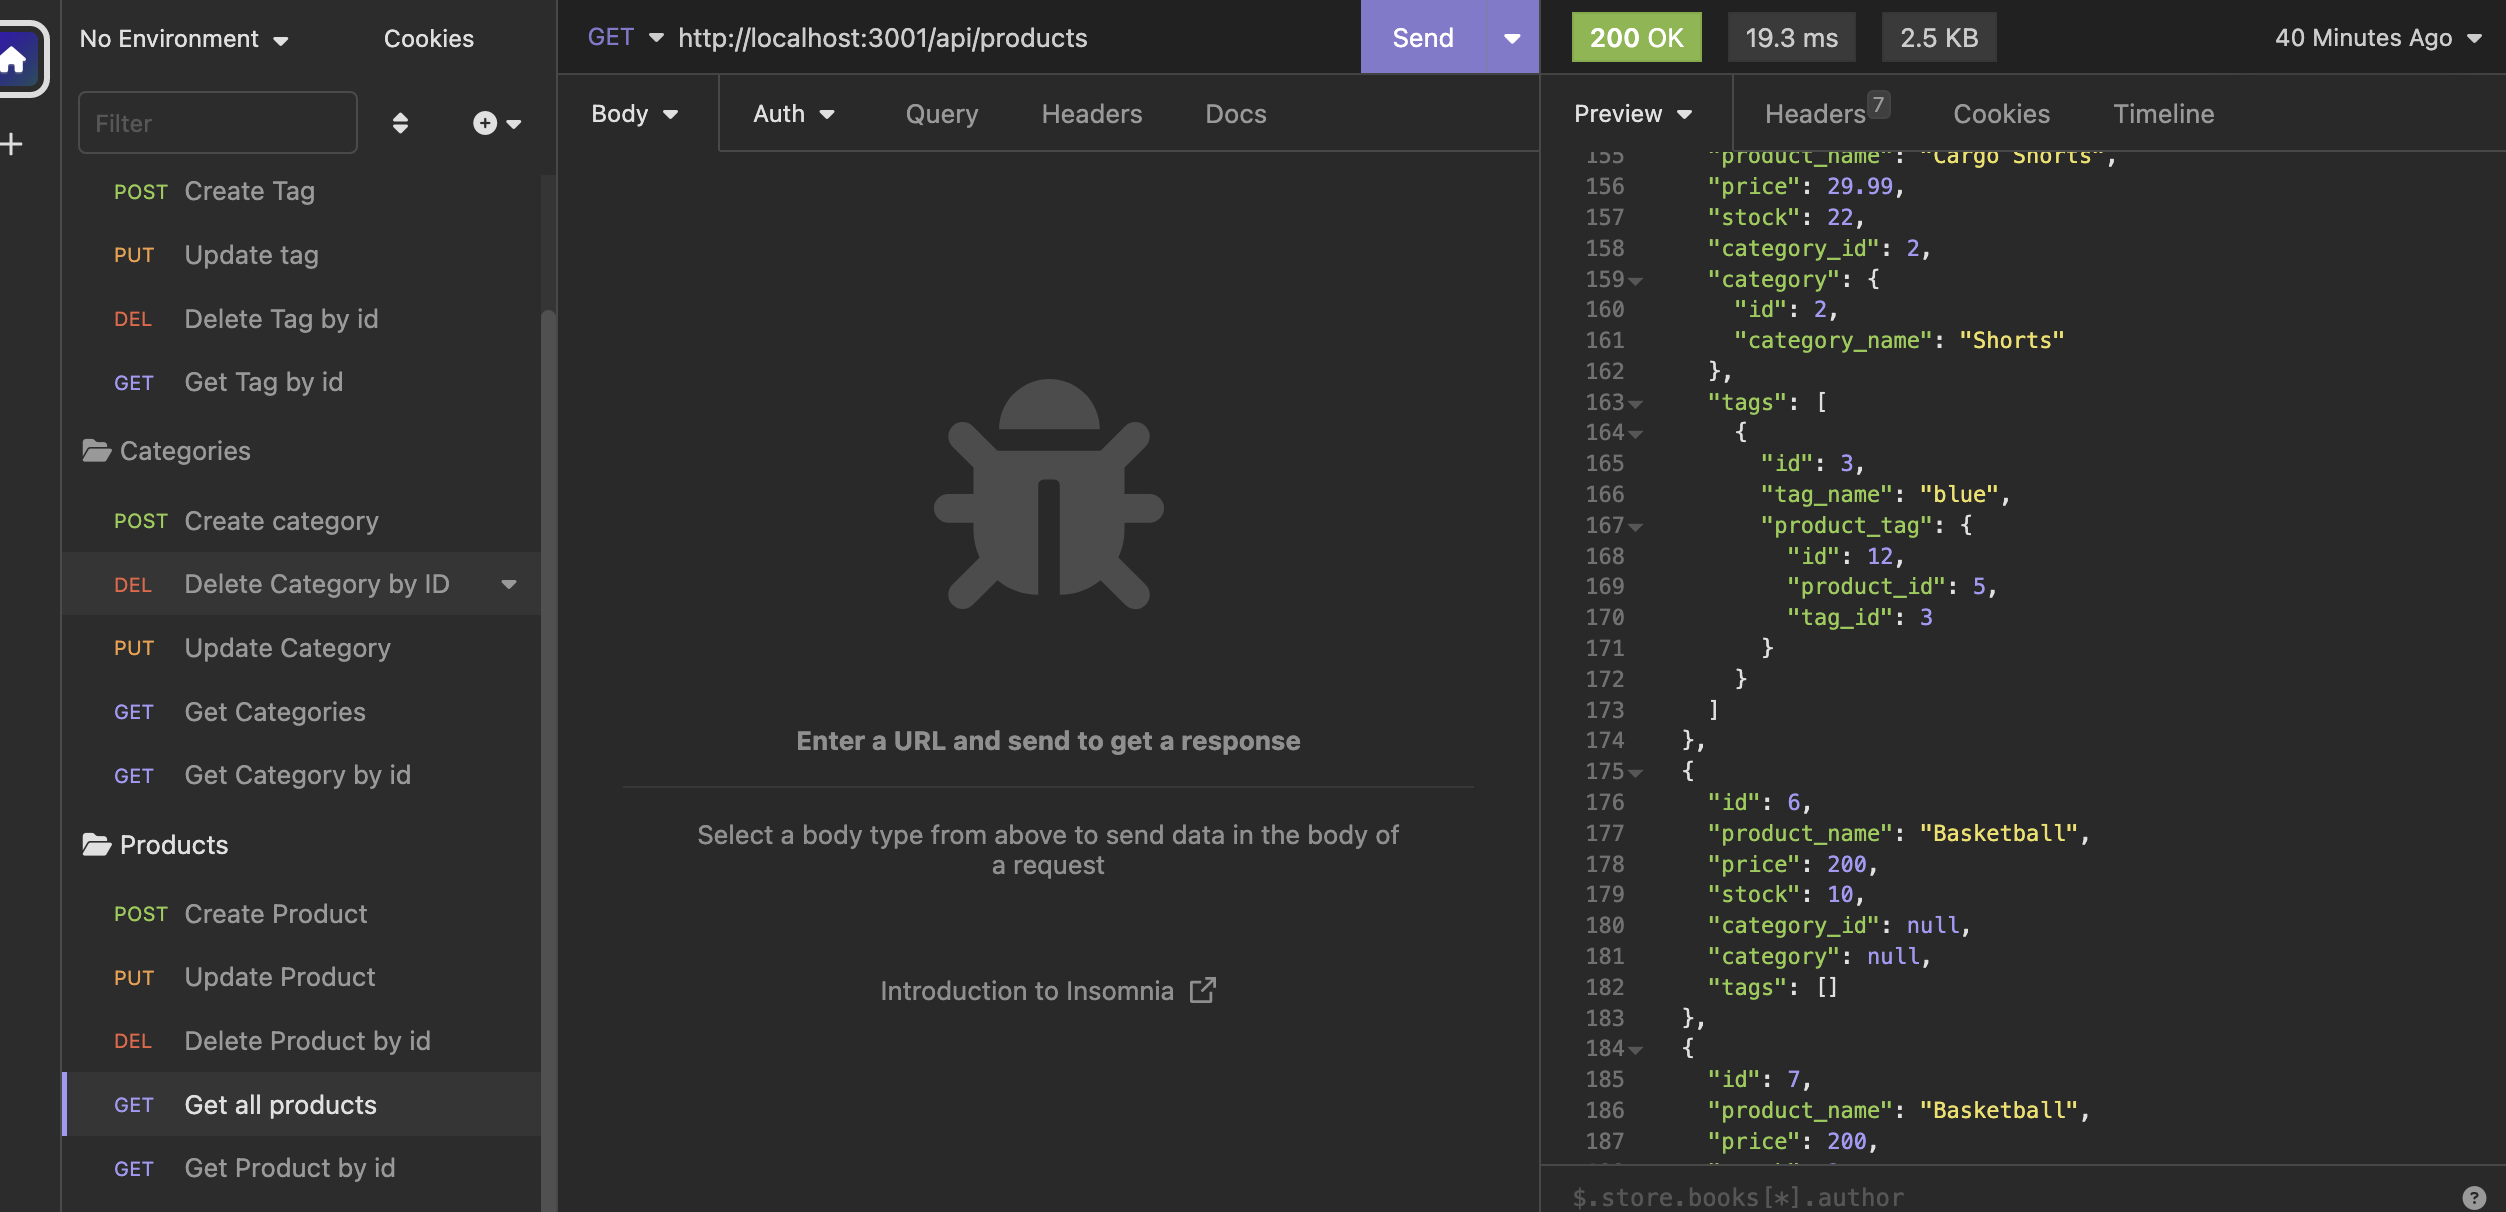 No Environment
Cookies
GET http://localhost:3001/api/products
Send
200 OK
19.3 ms
2.5 KB
40 Minutes Ago
Filter
Body
Auth
Query
Headers
Docs
Preview
Headers 7
Cookies
Timeline
POST Create Tag
PUT Update tag
DEL Delete Tag by id
GET Get Tag by id
Categories
POST Create category
DEL Delete Category by ID
PUT Update Category
GET Get Categories
GET Get Category by id
Products
POST Create Product
PUT Update Product
DEL Delete Product by id
GET Get all products
GET Get Product by id
Enter a URL and send to get a response
Select a body type from above to send data in the body of
a request
Introduction to Insomnia
155 "product_name": "Cargo Shorts",
156 "price": 29.99,
157 "stock": 22,
158 "category_id": 2,
159 "category": {
160 "id": 2,
161 "category_name": "Shorts"
162 },
163 "tags": [
164 {
165 "id": 3,
166 "tag_name": "blue",
167 "product_tag": {
168 "id": 12,
169 "product_id": 5,
170 "tag_id": 3
171 }
172 }
173 ]
174 },
175 {
176 "id": 6,
177 "product_name": "Basketball",
178 "price": 200,
179 "stock": 10,
180 "category_id": null,
181 "category": null,
182 "tags": []
183 },
184 {
185 "id": 7,
186 "product_name": "Basketball",
187 "price": 200,
$.store.books[*].author
?